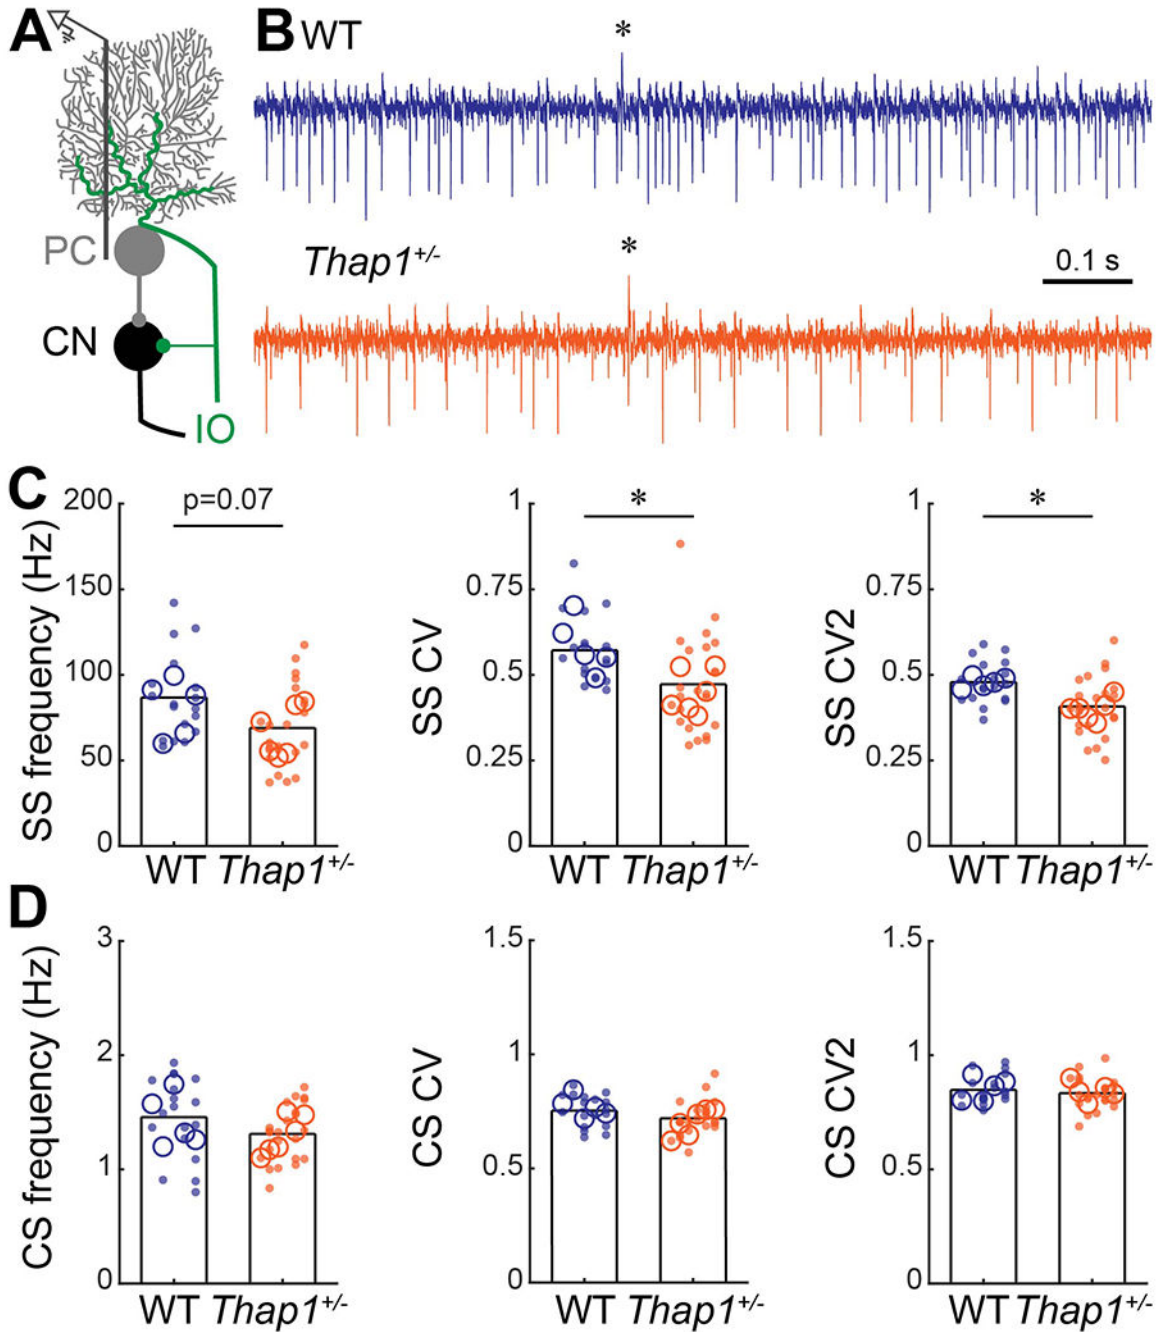 A
B WT
*
PC
Thap1+/-
*
0.1 s
CN
IO
C
200
150
100
50
0
SS frequency (Hz)
p=0.07
WT Thap1+/-
1
0.75
0.5
0.25
0
SS CV
*
WT Thap1+/-
1
0.75
0.5
0.25
0
SS CV2
*
WT Thap1+/-
D
3
2
1
0
CS frequency (Hz)
WT Thap1+/-
1.5
1
0.5
0
CS CV
WT Thap1+/-
1.5
1
0.5
0
CS CV2
WT Thap1+/-